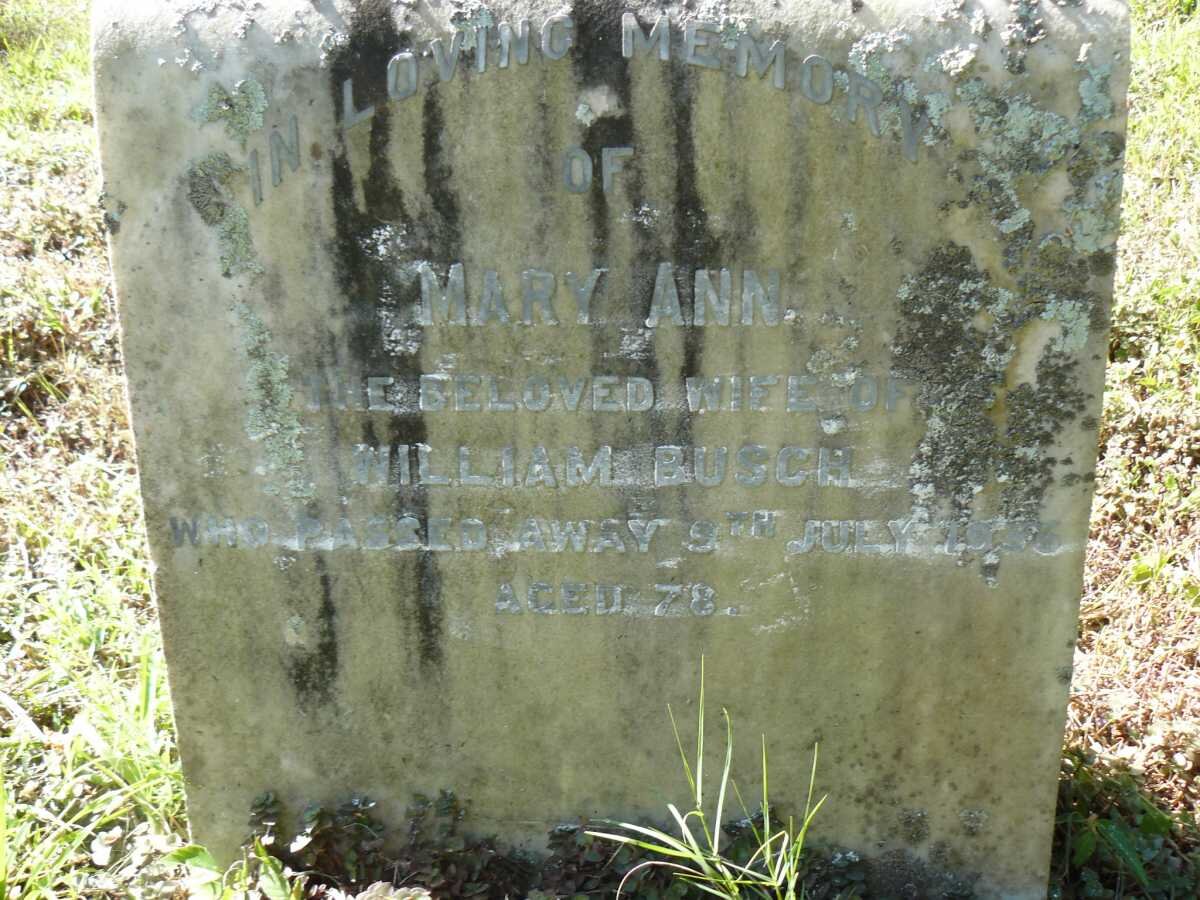 IN LOVING MEMORY
OF
MARY ANN
THE BELOVED WIFE OF
WILLIAM BUSCH
WHO PASSED AWAY 9TH JULY
AGED 78.